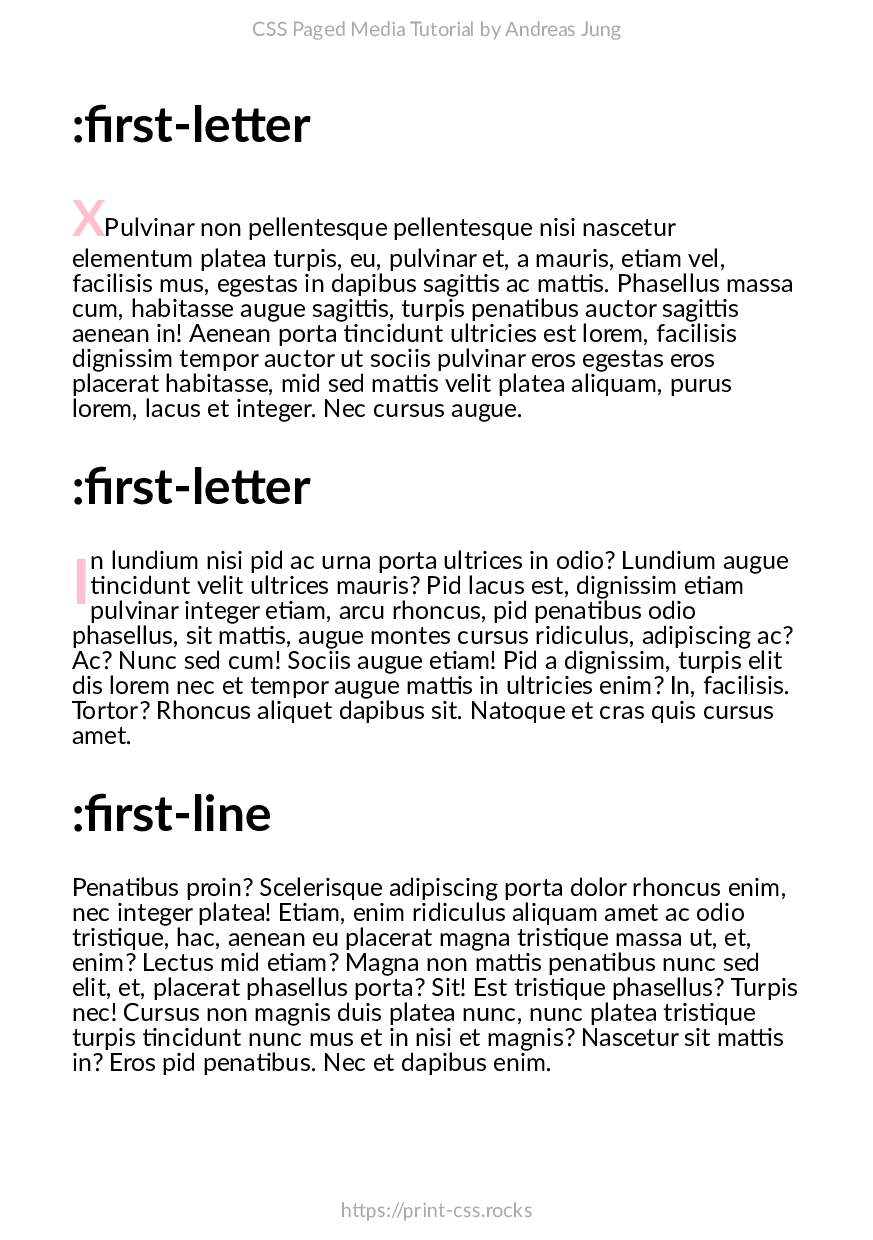 CSS Paged Media Tutorial by Andreas Jung
:first-letter
XPulvinar non pellentesque pellentesque nisi nascetur
elementum platea turpis, eu, pulvinar et, a mauris, etiam vel,
facilisis mus, egestas in dapibus sagittis ac mattis. Phasellus massa
cum, habitasse augue sagittis, turpis penatibus auctor sagittis
aenean in! Aenean porta tincidunt ultricies est lorem, facilisis
dignissim tempor auctor ut sociis pulvinar eros egestas eros
placerat habitasse, mid sed mattis velit platea aliquam, purus
lorem, lacus et integer. Nec cursus augue.
:first-letter
In lundium nisi pid ac urna porta ultrices in odio? Lundium augue
tincidunt velit ultrices mauris? Pid lacus est, dignissim etiam
pulvinar integer etiam, arcu rhoncus, pid penatibus odio
phasellus, sit mattis, augue montes cursus ridiculus, adipiscing ac?
Ac? Nunc sed cum! Sociis augue etiam! Pid a dignissim, turpis elit
dis lorem nec et tempor augue mattis in ultricies enim? In, facilisis.
Tortor? Rhoncus aliquet dapibus sit. Natoque et cras quis cursus
amet.
:first-line
Penatibus proin? Scelerisque adipiscing porta dolor rhoncus enim,
nec integer platea! Etiam, enim ridiculus aliquam amet ac odio
tristique, hac, aenean eu placerat magna tristique massa ut, et,
enim? Lectus mid etiam? Magna non mattis penatibus nunc sed
elit, et, placerat phasellus porta? Sit! Est tristique phasellus? Turpis
nec! Cursus non magnis duis platea nunc, nunc platea tristique
turpis tincidunt nunc mus et in nisi et magnis? Nascetur sit mattis
in? Eros pid penatibus. Nec et dapibus enim.
https://print-css.rocks